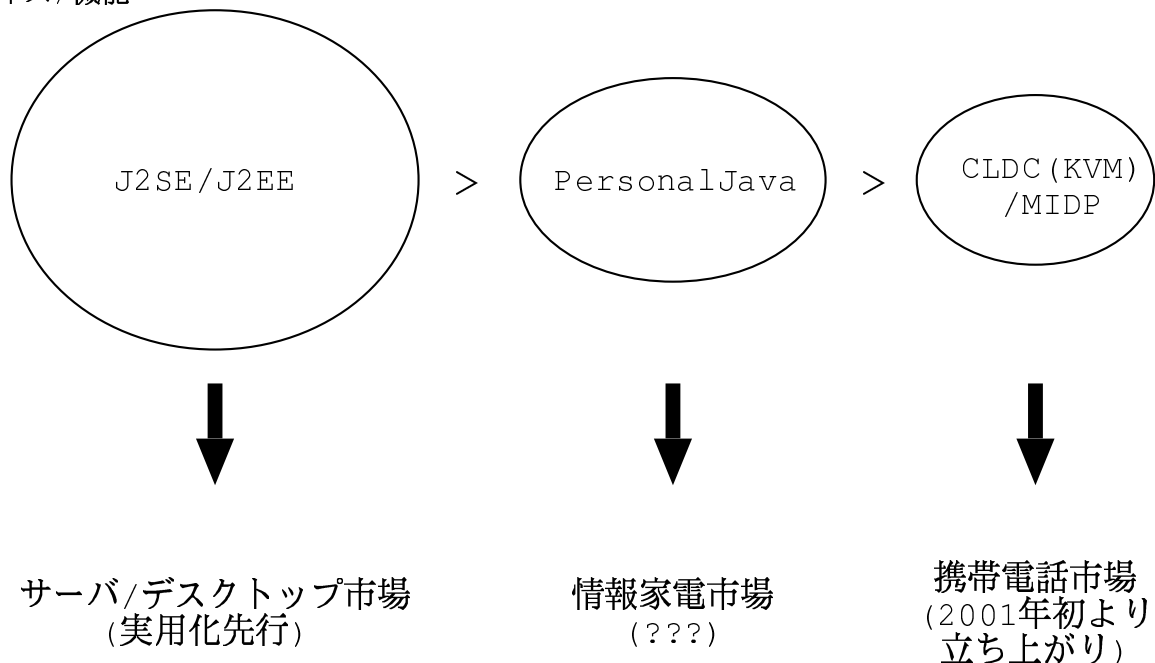 /機能
J2SE/J2EE
>
PersonalJava
>
CLDC(KVM)
/MIDP
サーバ/デスクトップ市場
(実用化先行)
情報家電市場
(???)
携帯電話市場
(2001年初より
立ち上がり)